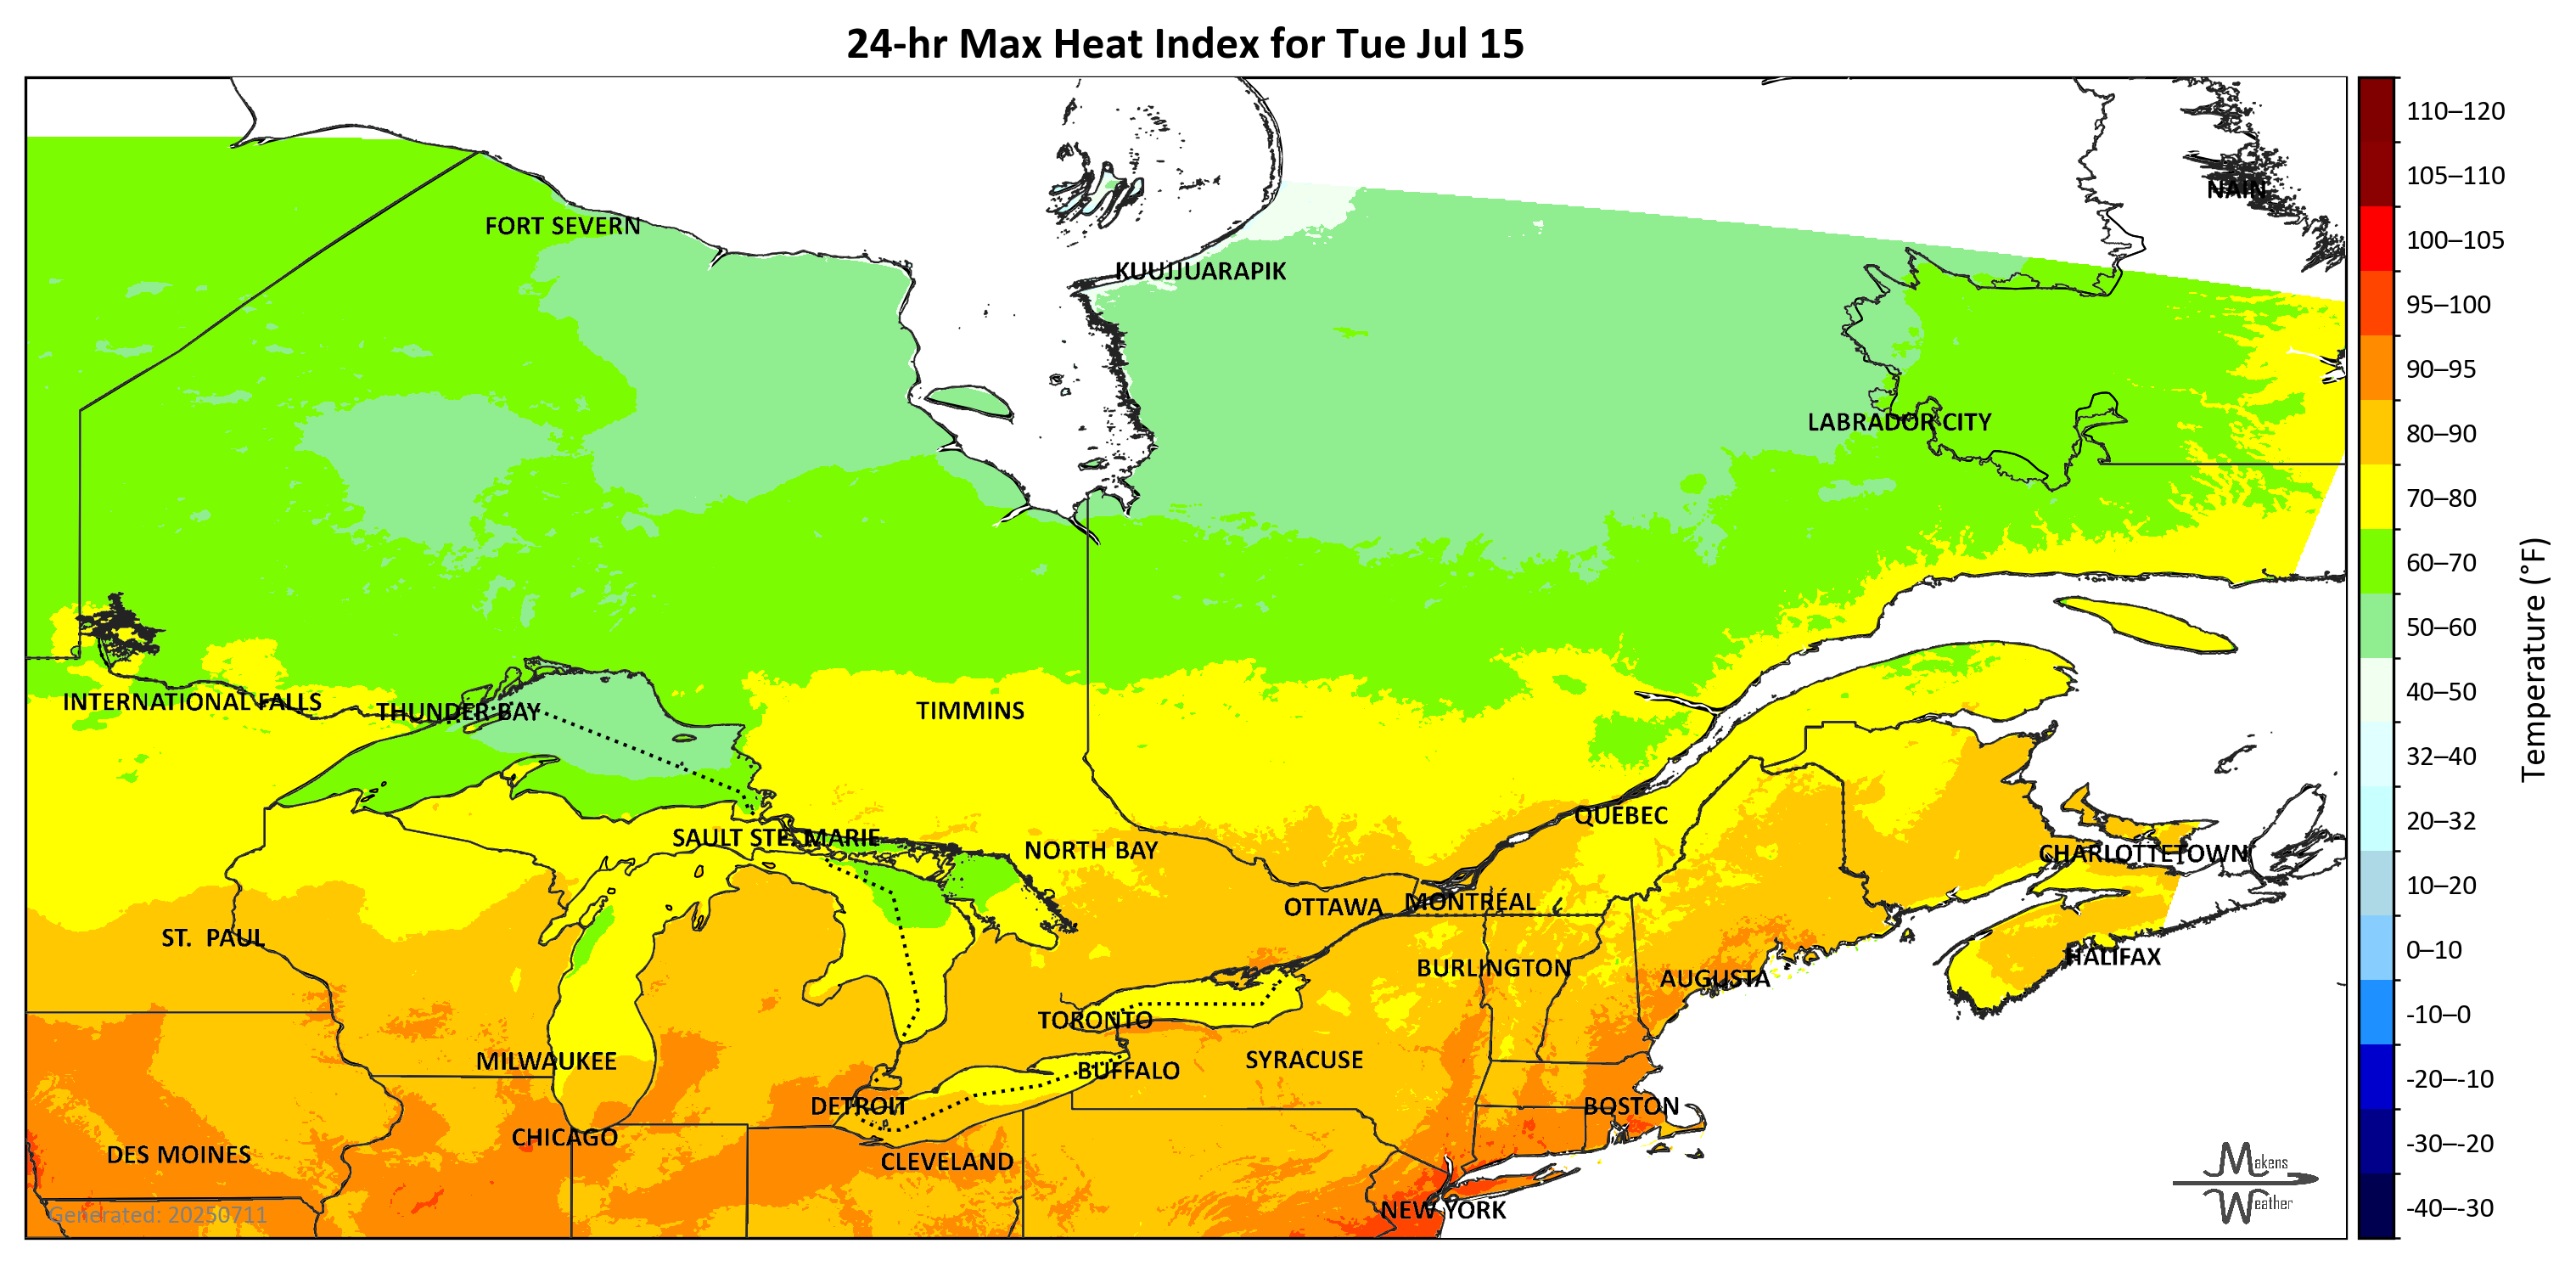 24-hr Max Heat Index for Tue Jul 15
NAIN
FORT SEVERN
KUUJJUARAPIK
LABRADOR CITY
INTERNATIONAL FALLS
THUNDER BAY
TIMMINS
QUEBEC
SAULT STE. MARIE
NORTH BAY
CHARLOTTETOWN
OTTAWA
MONTRÉAL
ST. PAUL
HALIFAX
BURLINGTON
AUGUSTA
TORONTO
MILWAUKEE
SYRACUSE
BUFFALO
DETROIT
BOSTON
CHICAGO
DES MOINES
CLEVELAND
NEW YORK
Generated: 20250711
Makens
Weather
110–120
105–110
100–105
95–100
90–95
80–90
70–80
60–70
50–60
40–50
32–40
20–32
10–20
0–10
-10–0
-20–-10
-30–-20
-40–-30
Temperature (°F)